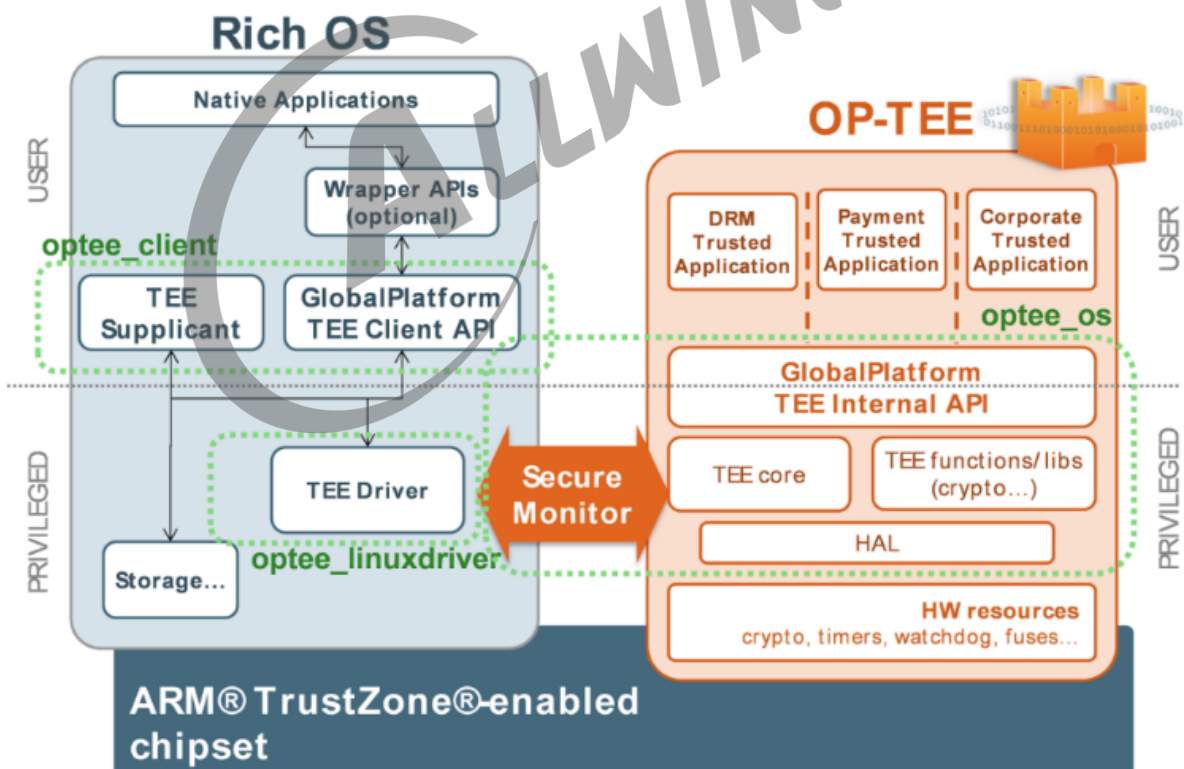 Rich OS
ALLWIN
Native Applications
USER
Wrapper APIs
(optional)
optee_client
TEE
Supplicant
GlobalPlatform
TEE Client API
PRIVILEGED
TEE Driver
optee_linuxdriver
Storage...
Secure
Monitor
OP-TEE
DRM
Trusted
Application
Payment
Trusted
Application
Corporate
Trusted
Application
USER
optee_os
GlobalPlatform
TEE Internal API
TEE core
TEE functions/libs
(crypto...)
PRIVILEGED
HAL
HW resources
crypto, timers, watchdog, fuses...
ARM® TrustZone®-enabled
chipset